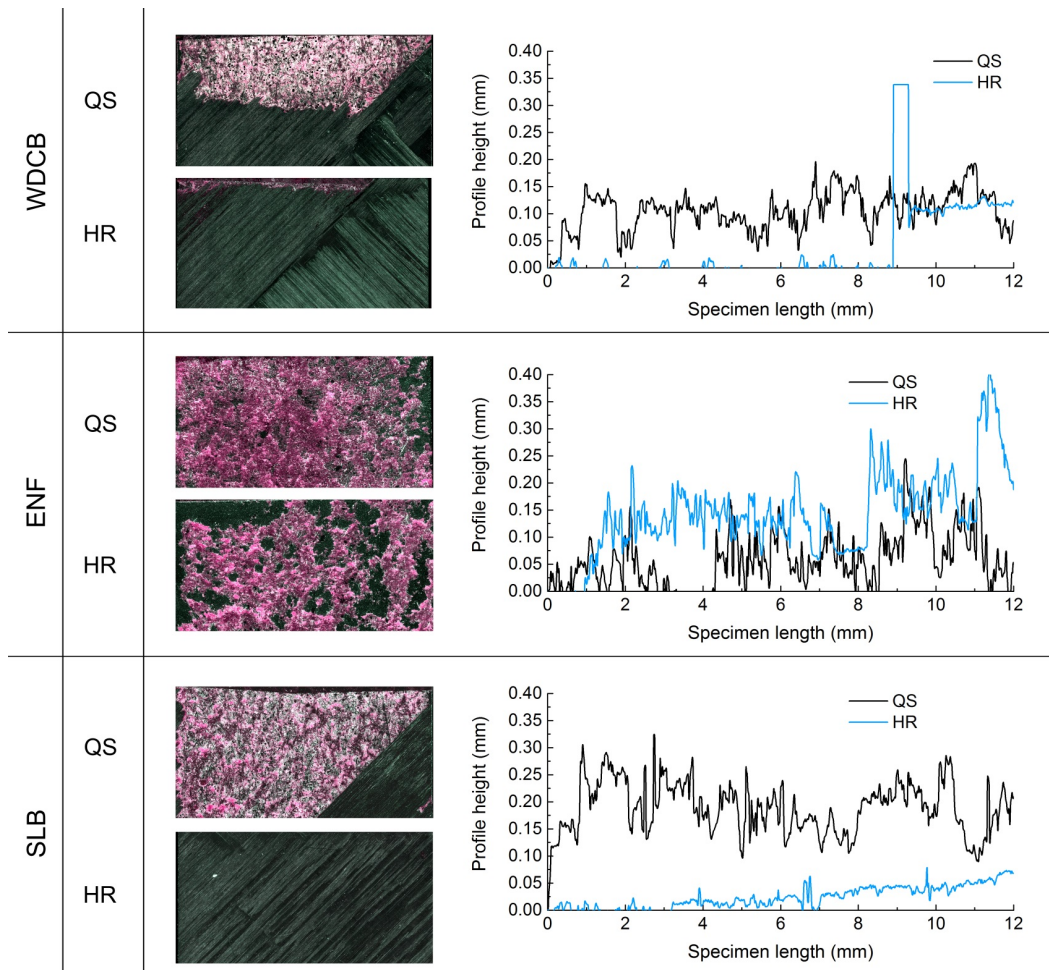 WDCB
QS
HR
Profile height (mm)
0.40
0.35
0.30
0.25
0.20
0.15
0.10
0.05
0.00
QS
HR
0 2 4 6 8 10 12
Specimen length (mm)
ENF
QS
HR
Profile height (mm)
0.40
0.35
0.30
0.25
0.20
0.15
0.10
0.05
0.00
QS
HR
0 2 4 6 8 10 12
Specimen length (mm)
SLB
QS
HR
Profile height (mm)
0.40
0.35
0.30
0.25
0.20
0.15
0.10
0.05
0.00
QS
HR
0 2 4 6 8 10 12
Specimen length (mm)